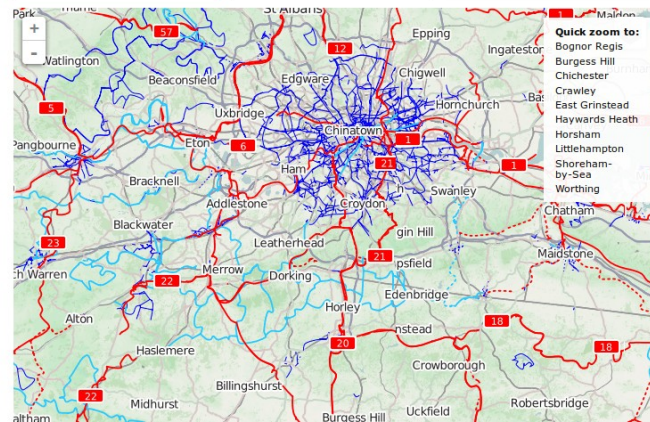 St Albans
Park
Maldon
57
1
+
-
12
Epping
Quick zoom to:
Bognor Regis
Burgess Hill
Chichester
Crawley
East Grinstead
Haywards Heath
Horsham
Littlehampton
Shoreham-
by-Sea
Worthing
Watlington
Ingateston
Beaconsfield
Edgware
Chigwell
5
Uxbridge
Hornchurch
Bas
Chinatown
Pangbourne
Eton
6
1
21
1
Bracknell
Ham
h
Swanley
Addlestone
Croydon
Chatham
Blackwater
23
Leatherhead
gin Hill
21
psfield
Maidstone
ch Warren
Merrow
Dorking
22
Edenbridge
Alton
Horley
18
nstead
20
18
Haslemere
Crowborough
22
Billingshurst
Midhurst
Robertsbridge
altham
Burgess Hill
Uckfield